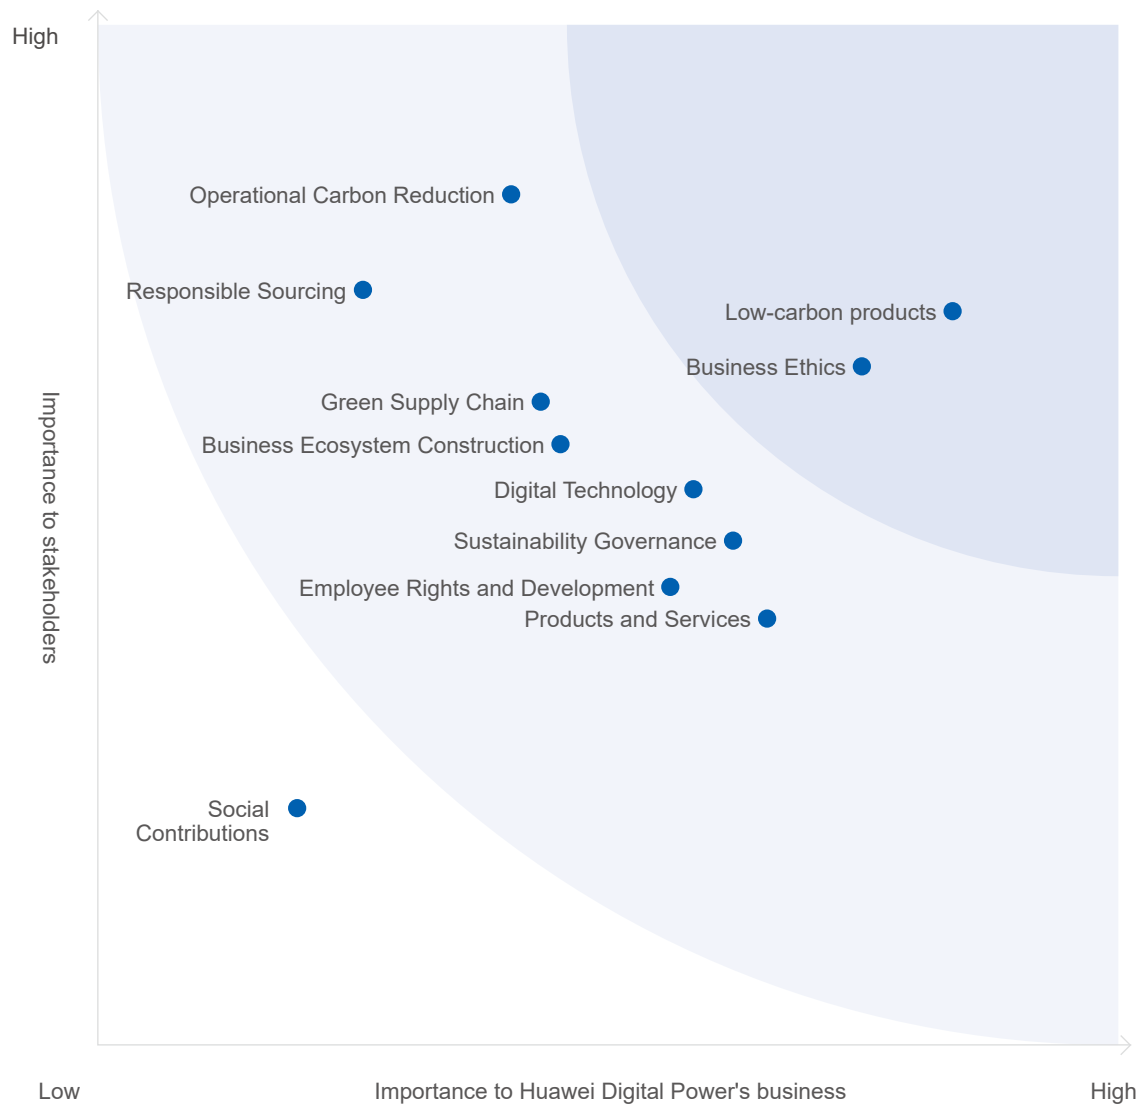 High
Operational Carbon Reduction
Responsible Sourcing
Low-carbon products
Business Ethics
Green Supply Chain
Business Ecosystem Construction
Digital Technology
Sustainability Governance
Employee Rights and Development
Products and Services
Importance to stakeholders
Social
Contributions
Low
Importance to Huawei Digital Power's business
High